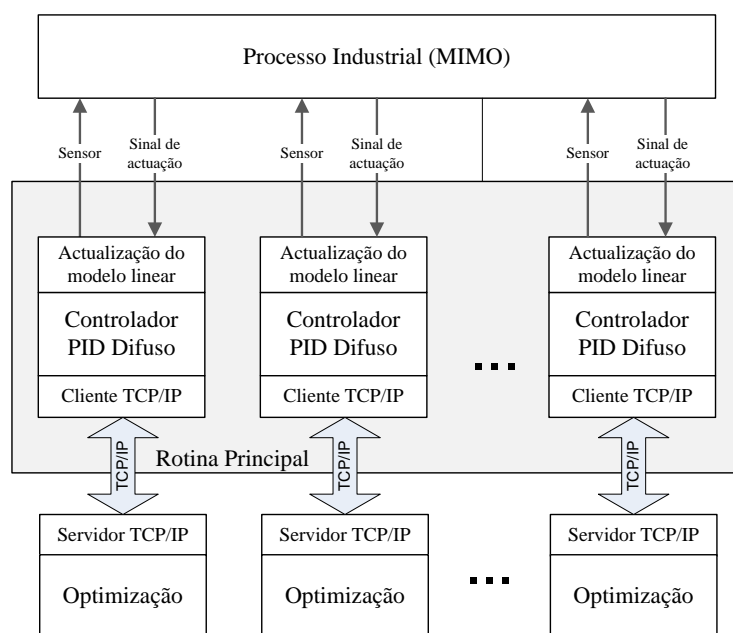 Processo Industrial (MIMO)
Sensor
Sinal de
actuação
Sensor
Sinal de
actuação
Sensor
Sinal de
actuação
Actualização do
modelo linear
Controlador
PID Difuso
Cliente TCP/IP
Actualização do
modelo linear
Controlador
PID Difuso
Cliente TCP/IP
...
Actualização do
modelo linear
Controlador
PID Difuso
Cliente TCP/IP
TCP/IP
TCP/IP
TCP/IP
Rotina Principal
Servidor TCP/IP
Optimização
Servidor TCP/IP
Optimização
...
Servidor TCP/IP
Optimização